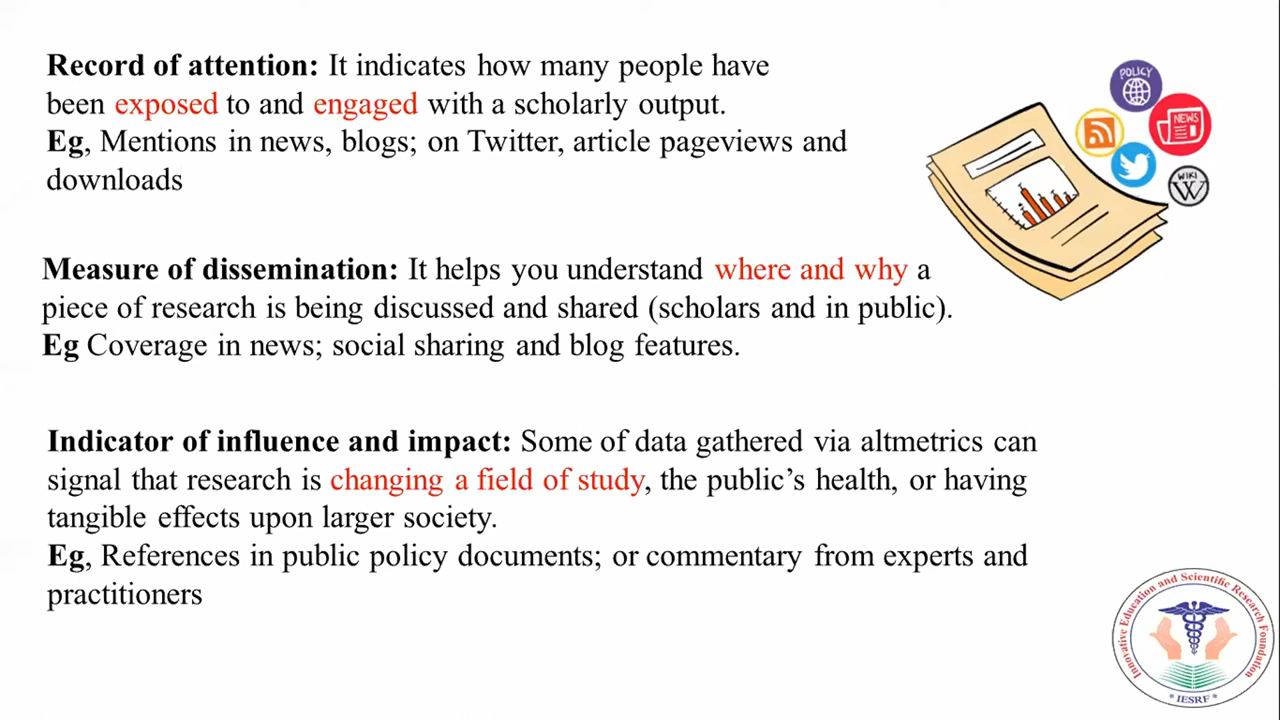 Record of attention: It indicates how many people have
been exposed to and engaged with a scholarly output.
Eg, Mentions in news, blogs; on Twitter, article pageviews and
downloads
POLICY
NEWS
WIKI
W
Measure of dissemination: It helps you understand where and why a
piece of research is being discussed and shared (scholars and in public).
Eg Coverage in news; social sharing and blog features.
Indicator of influence and impact: Some of data gathered via altmetrics can
signal that research is changing a field of study, the public’s health, or having
tangible effects upon larger society.
Eg, References in public policy documents; or commentary from experts and
practitioners
Innovative Education and Scientific Research Foundation
* IESRF *